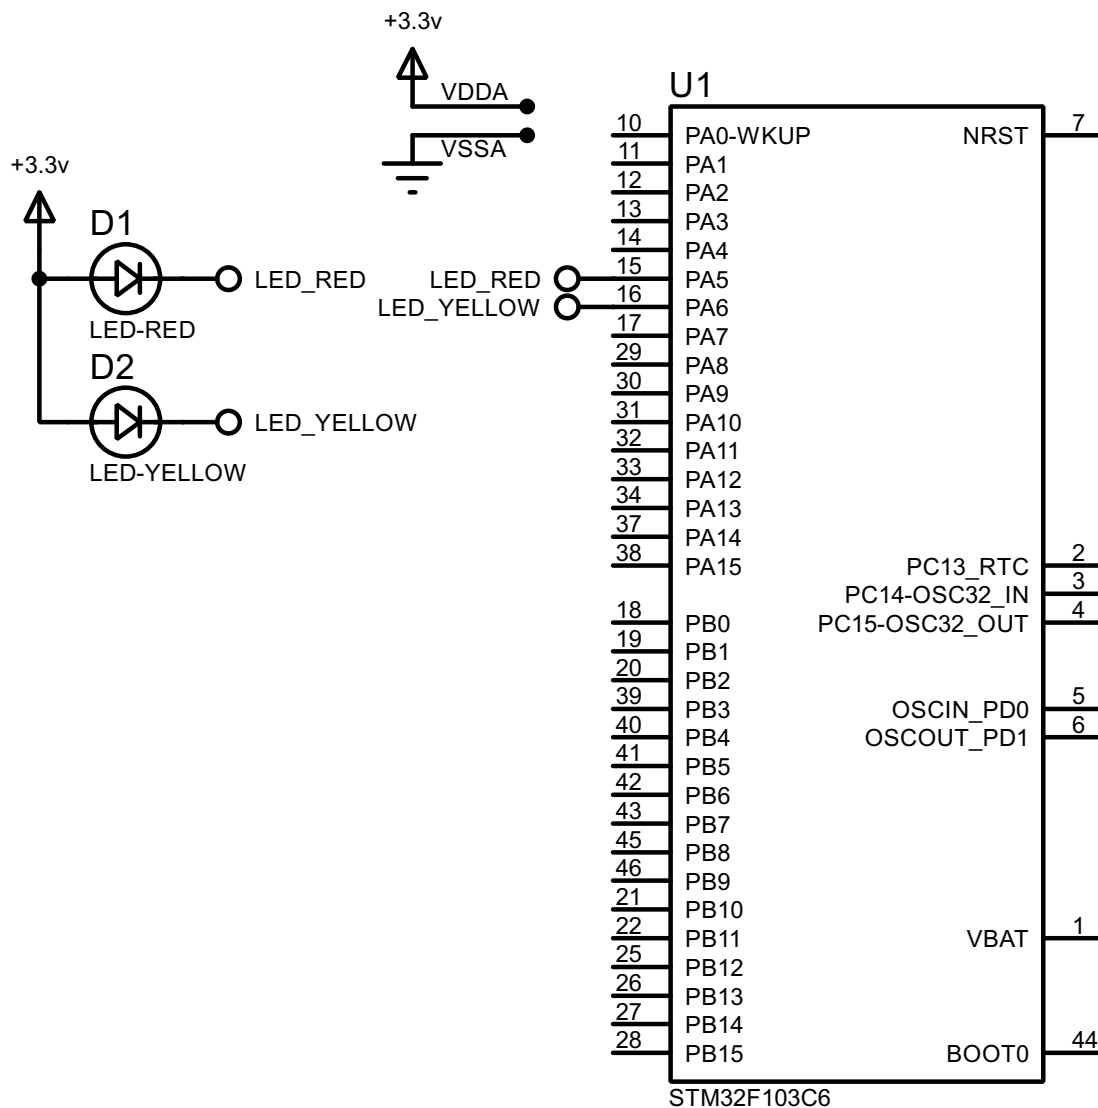 +3.3v
VDDA
VSSA
+3.3v
D1
LED_RED
LED-RED
D2
LED_YELLOW
LED-YELLOW
LED_RED
LED_YELLOW
U1
10 PA0-WKUP NRST 7
11 PA1
12 PA2
13 PA3
14 PA4
15 PA5
16 PA6
17 PA7
29 PA8
30 PA9
31 PA10
32 PA11
33 PA12
34 PA13
37 PA14
38 PA15 PC13_RTC 2
PC14-OSC32_IN 3
18 PB0 PC15-OSC32_OUT 4
19 PB1
20 PB2
39 PB3 OSCIN_PD0 5
40 PB4 OSCOUT_PD1 6
41 PB5
42 PB6
43 PB7
45 PB8
46 PB9
21 PB10
22 PB11 VBAT 1
25 PB12
26 PB13
27 PB14
28 PB15 BOOT0 44
STM32F103C6